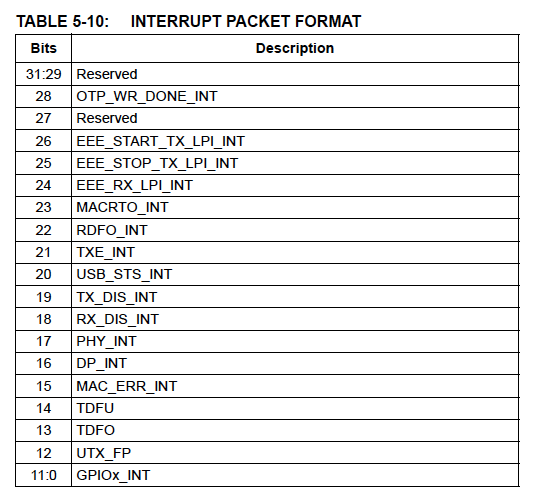 TABLE 5-10: INTERRUPT PACKET FORMAT
Bits Description
31:29 Reserved
28 OTP_WR_DONE_INT
27 Reserved
26 EEE_START_TX_LPI_INT
25 EEE_STOP_TX_LPI_INT
24 EEE_RX_LPI_INT
23 MACRTO_INT
22 RDFO_INT
21 TXE_INT
20 USB_STS_INT
19 TX_DIS_INT
18 RX_DIS_INT
17 PHY_INT
16 DP_INT
15 MAC_ERR_INT
14 TDFU
13 TDFO
12 UTX_FP
11:0 GPIOx_INT